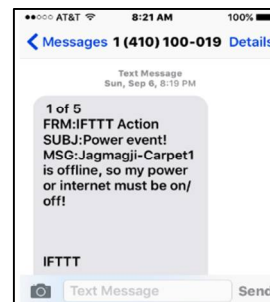 ●●○○○ AT&T 8:21 AM 100%
Messages 1 (410) 100-019 Details
Text Message
Sun, Sep 6, 8:19 PM
1 of 5
FRM:IFTTT Action
SUBJ:Power event!
MSG:Jagmagji-Carpet1
is offline, so my power
or internet must be on/
off!
IFTTT
Text Message Send